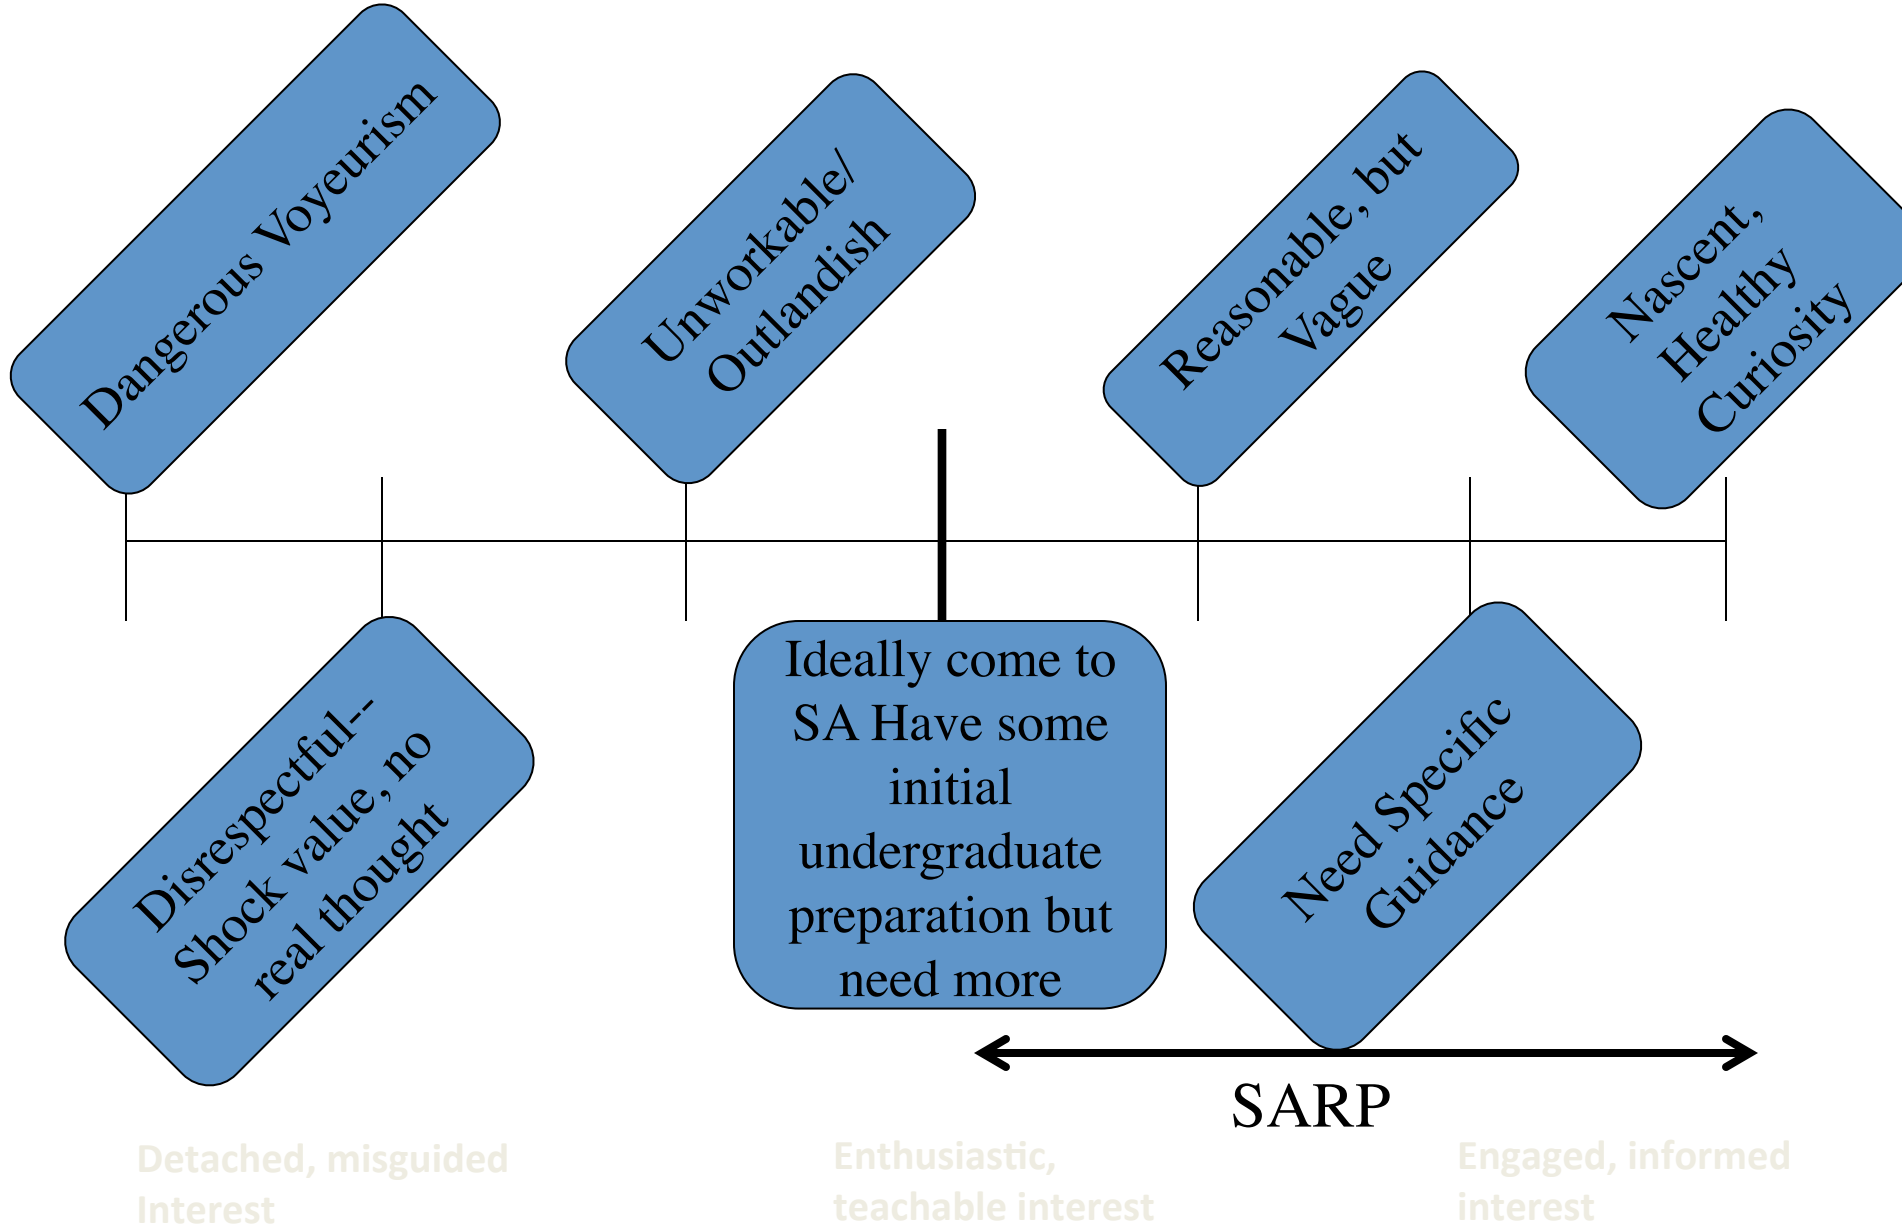 Dangerous Voyeurism
Unworkable/
Outlandish
Reasonable, but
Vague
Nascent,
Healthy
Curiosity
Disrespectful--
Shock value, no
real thought
Ideally come to
SA Have some
initial
undergraduate
preparation but
need more
Need Specific
Guidance
SARP
Detached, misguided
Interest
Enthusiastic,
teachable interest
Engaged, informed
interest